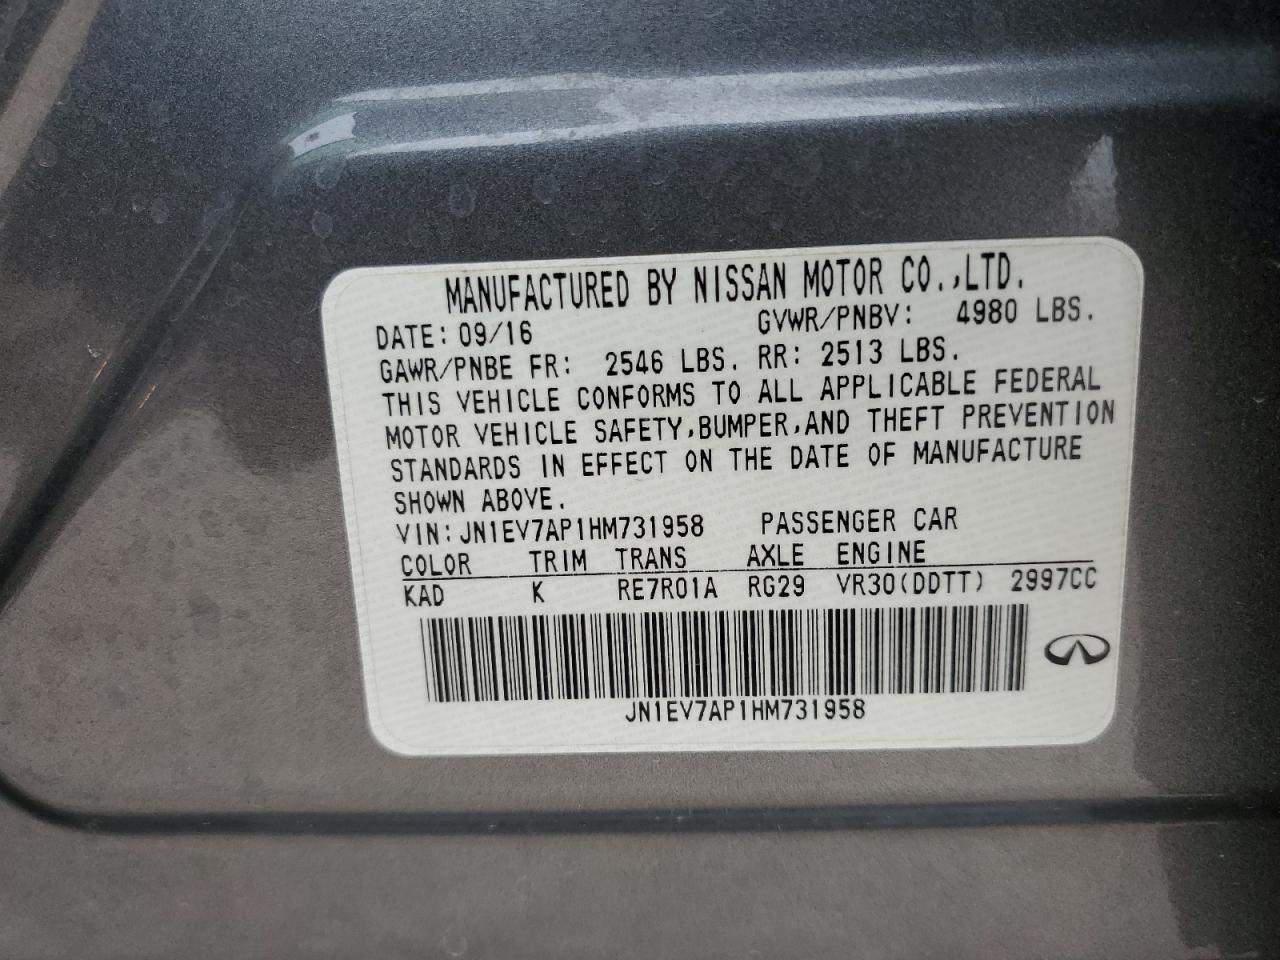 MANUFACTURED BY NISSAN MOTOR CO.,LTD.
DATE: 09/16 GVWR/PNBV: 4980 LBS.
GAWR/PNBE FR: 2546 LBS. RR: 2513 LBS.
THIS VEHICLE CONFORMS TO ALL APPLICABLE FEDERAL
MOTOR VEHICLE SAFETY,BUMPER,AND THEFT PREVENTION
STANDARDS IN EFFECT ON THE DATE OF MANUFACTURE
SHOWN ABOVE.
VIN: JN1EV7AP1HM731958 PASSENGER CAR
COLOR TRIM TRANS AXLE ENGINE
KAD K RE7R01A RG29 VR30(DDTT) 2997CC
JN1EV7AP1HM731958